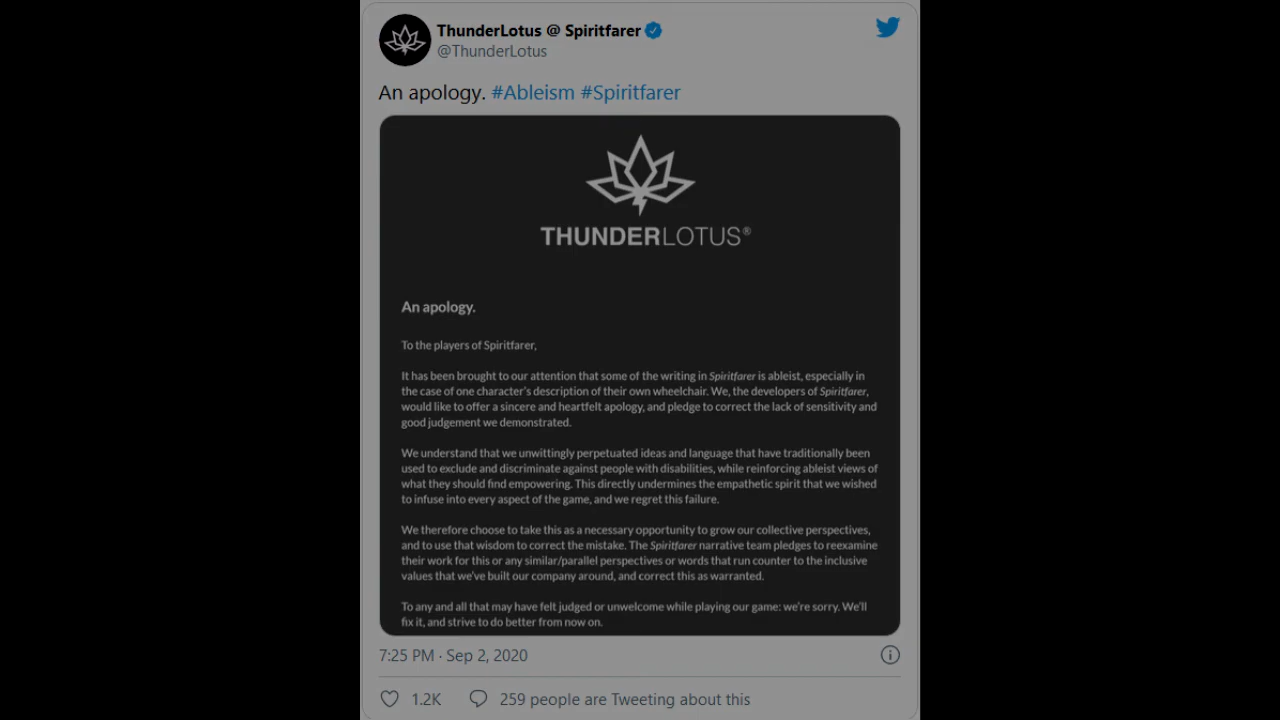 ThunderLotus @ Spiritfarer
@ThunderLotus
An apology. #Ableism #Spiritfarer
THUNDERLOTUS®
An apology.
To the players of Spiritfarer,
It has been brought to our attention that some of the writing in Spiritfarer is ableist, especially in
the case of one character's description of their own wheelchair. We, the developers of Spiritfarer,
would like to offer a sincere and heartfelt apology, and pledge to correct the lack of sensitivity and
good judgement we demonstrated.
We understand that we unwittingly perpetuated ideas and language that have traditionally been
used to exclude and discriminate against people with disabilities, while reinforcing ableist views of
what they should find empowering. This directly undermines the empathetic spirit that we wished
to infuse into every aspect of the game, and we regret this failure.
We therefore choose to take this as a necessary opportunity to grow our collective perspectives,
and to use that wisdom to correct the mistake. The Spiritfarer narrative team pledges to reexamine
their work for this or any similar/parallel perspectives or words that run counter to the inclusive
values that we've built our company around, and correct this as warranted.
To any and all that may have felt judged or unwelcome while playing our game: we're sorry. We'll
fix it, and strive to do better from now on.
7:25 PM · Sep 2, 2020
1.2K 259 people are Tweeting about this